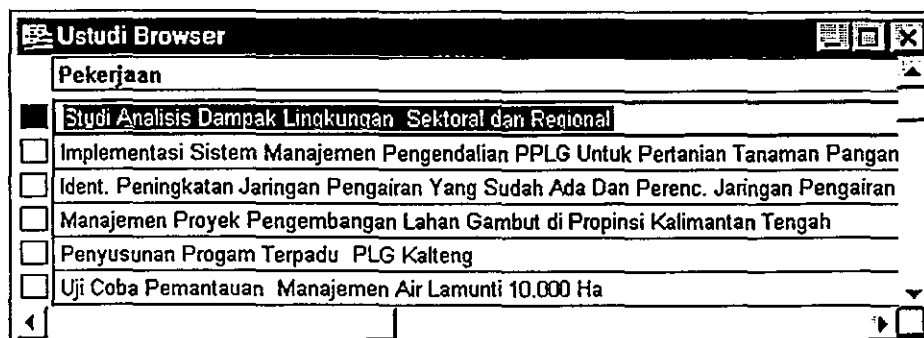 Ustudi Browser
Pekerjaan
Studi Analisis Dampak Lingkungan Sektoral dan Regional
Implementasi Sistem Manajemen Pengendalian PPLG Untuk Pertanian Tanaman Pangan
Ident. Peningkatan Jaringan Pengairan Yang Sudah Ada Dan Perenc. Jaringan Pengairan
Manajemen Proyek Pengembangan Lahan Gambut di Propinsi Kalimantan Tengah
Penyusunan Progam Terpadu PLG Kalteng
Uji Coba Pemantauan Manajemen Air Lamunti 10.000 Ha